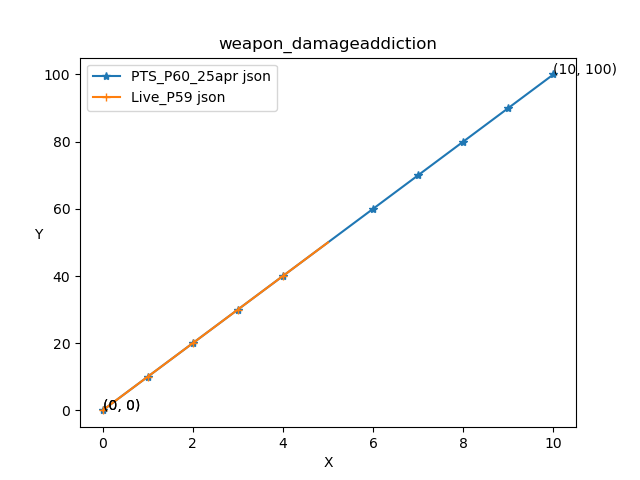 weapon_damageaddiction
PTS_P60_25apr json
Live_P59 json
(10, 100)
100
80
60
Y
40
20
0
(0, 0)
0 2 4 6 8 10
X